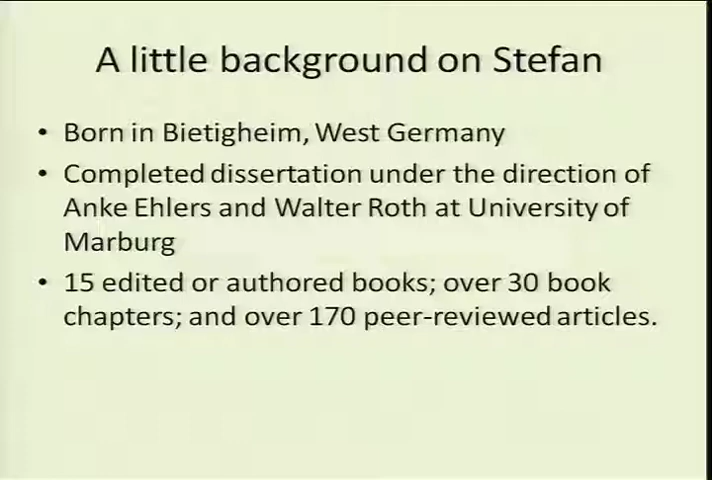 A little background on Stefan
• Born in Bietigheim, West Germany
• Completed dissertation under the direction of
Anke Ehlers and Walter Roth at University of
Marburg
• 15 edited or authored books; over 30 book
chapters; and over 170 peer-reviewed articles.